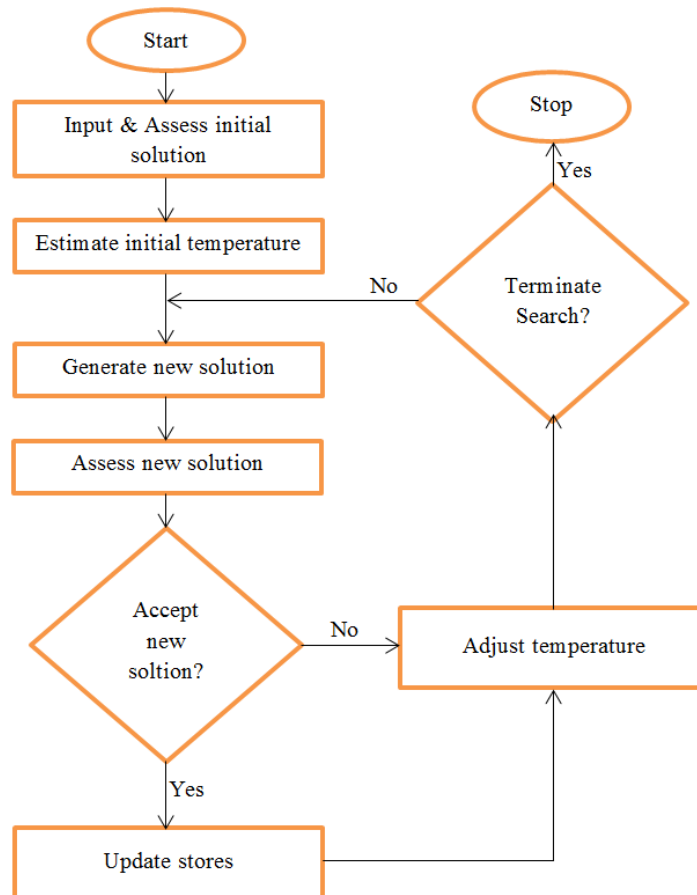 Start
Input & Assess initial
solution
Estimate initial temperature
Generate new solution
Assess new solution
Accept
new
soltion?
No
Yes
Update stores
Adjust temperature
Terminate
Search?
No
Yes
Stop